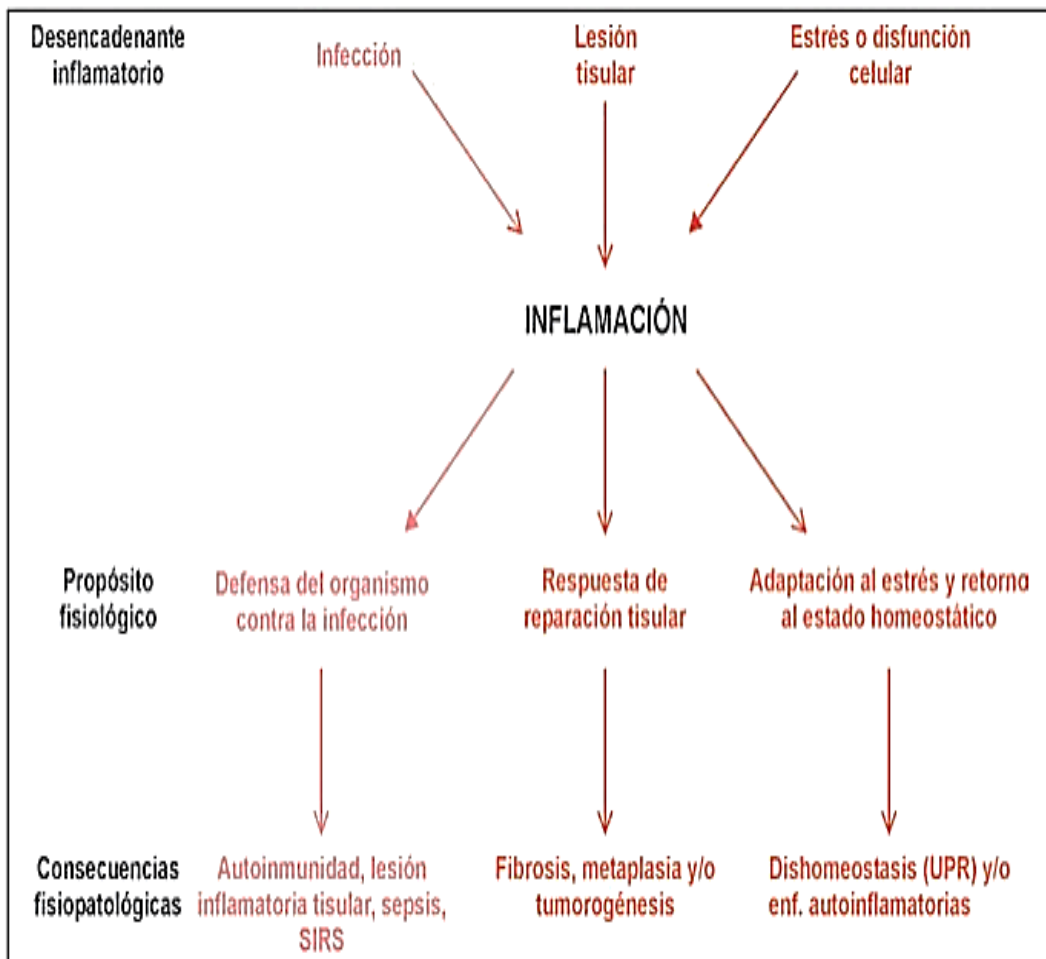 Desencadenante
inflamatorio
Infección
Lesión
tisular
Estrés o disfunción
celular
INFLAMACIÓN
Propósito
fisiológico
Defensa del organismo
contra la infección
Respuesta de
reparación tisular
Adaptación al estrés y retorno
al estado homeostático
Consecuencias
fisiopatológicas
Autoinmunidad, lesión
inflamatoria tisular, sepsis,
SIRS
Fibrosis, metaplasia y/o
tumorogénesis
Dishomeostasis (UPR) y/o
enf. autoinflamatorias